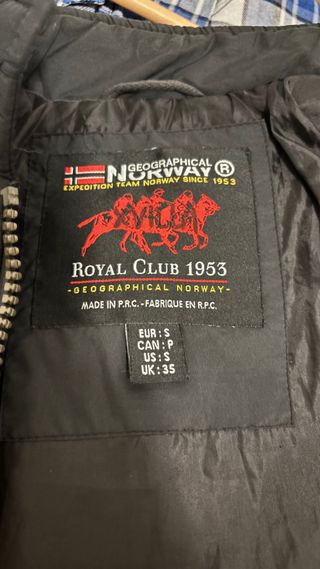 GEOGRAPHICAL
NORWAY®
EXPEDITION TEAM NORWAY SINCE 1953
ROYAL CLUB 1953
-GEOGRAPHICAL NORWAY-
MADE IN P.R.C.-FABRIQUE EN R.P.C.
EUR : S
CAN : P
US : S
UK : 35